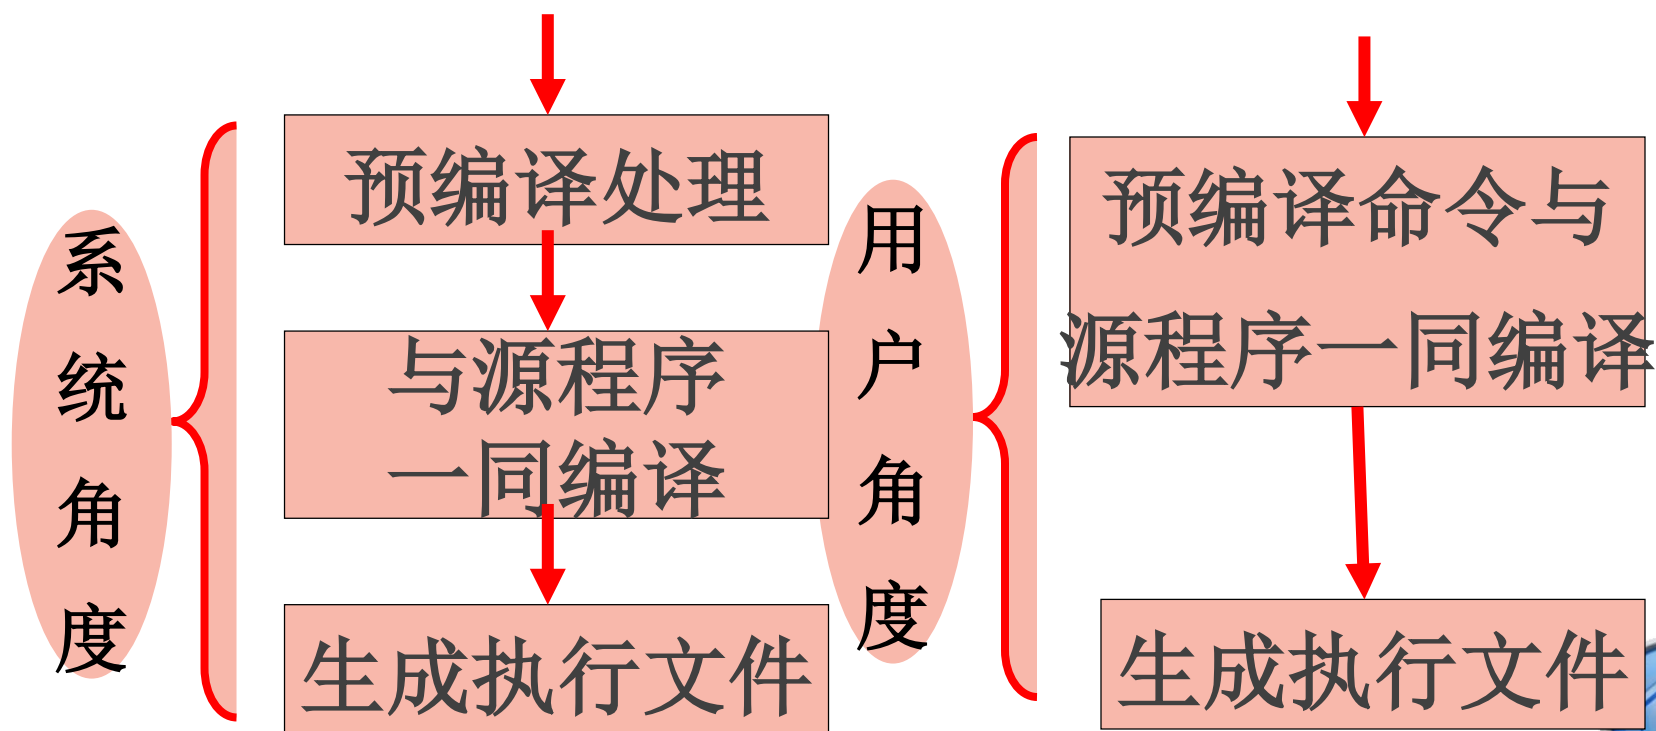 系统角度
预编译处理
与源程序
一同编译
生成执行文件
用户角度
预编译命令与
源程序一同编译
生成执行文件